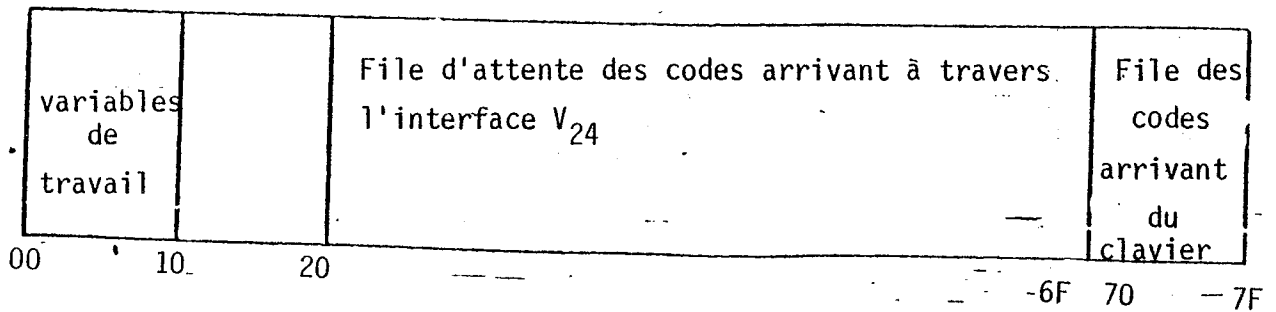 variables
de
travail
File d'attente des codes arrivant à travers
l'interface V24
File des
codes
arrivant
du
clavier
00 10 20 6F 70 7F